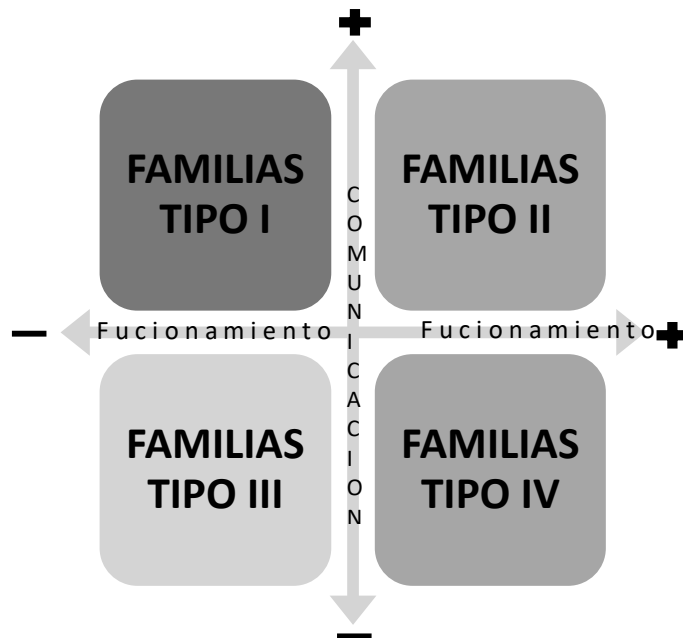 +
FAMILIAS
TIPO I
FAMILIAS
TIPO II
COMUNICACION
− Fucionamiento Fucionamiento +
FAMILIAS
TIPO III
FAMILIAS
TIPO IV
−